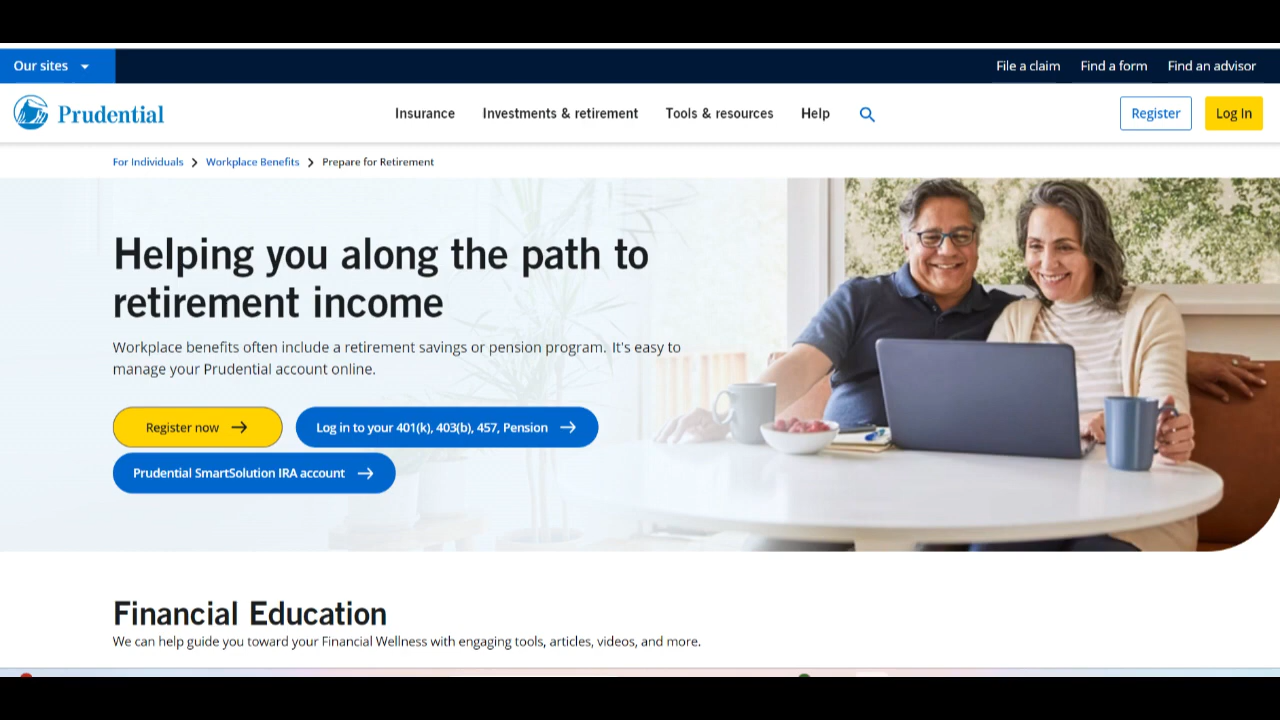 Our sites
File a claim
Find a form
Find an advisor
Prudential
Insurance
Investments & retirement
Tools & resources
Help
Register
Log In
For Individuals
Workplace Benefits
Prepare for Retirement
Helping you along the path to
retirement income
Workplace benefits often include a retirement savings or pension program. It's easy to
manage your Prudential account online.
Register now
Log in to your 401(k), 403(b), 457, Pension
Prudential SmartSolution IRA account
Financial Education
We can help guide you toward your Financial Wellness with engaging tools, articles, videos, and more.